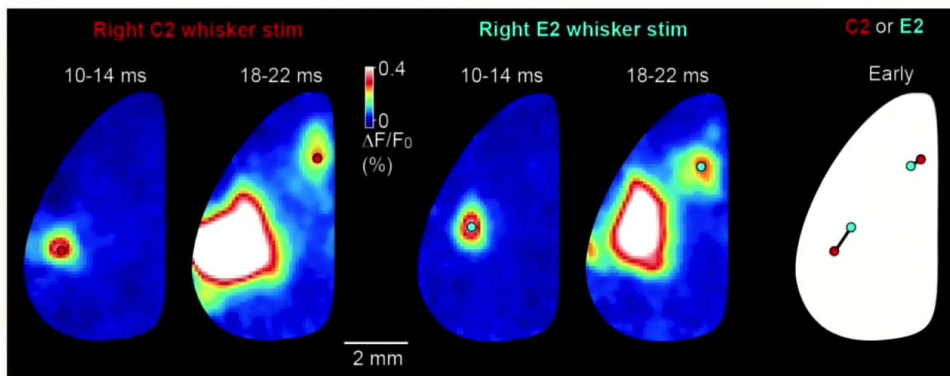 Right C2 whisker stim
Right E2 whisker stim
C2 or E2
10-14 ms
18-22 ms
0.4
0
ΔF/F0
(%)
10-14 ms
18-22 ms
Early
2 mm